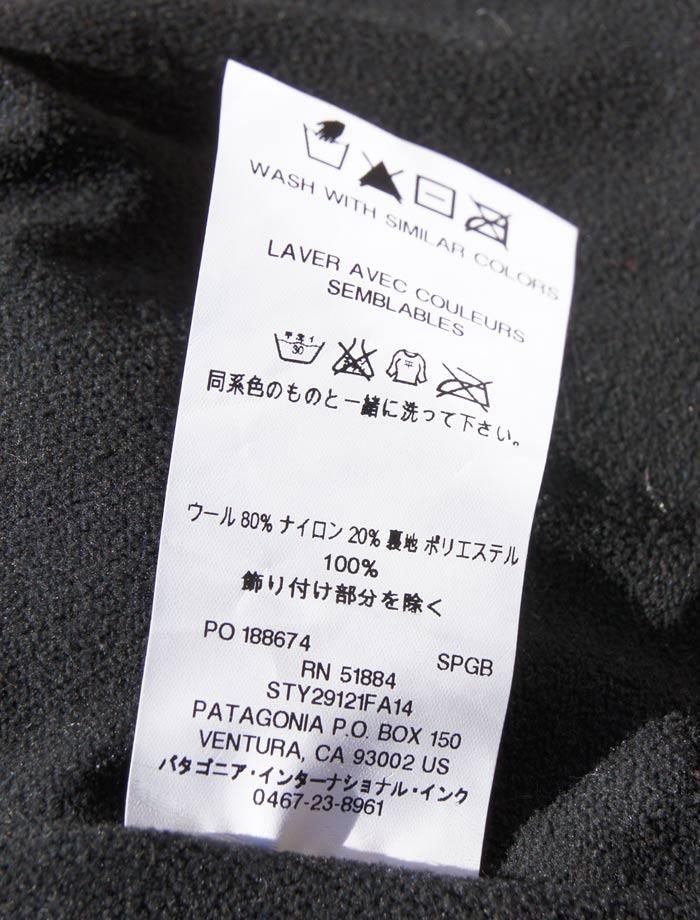 WASH WITH SIMILAR COLORS
LAVER AVEC COULEURS
SEMBLABLES
手洗イ
30
同系色のものと一緒に洗って下さい。
ウール 80% ナイロン 20% 裏地 ポリエステル
100%
飾り付け部分を除く
PO 188674
SPGB
RN 51884
STY29121FA14
PATAGONIA P.O. BOX 150
VENTURA, CA 93002 US
パタゴニア・インターナショナル・インク
0467-23-8961